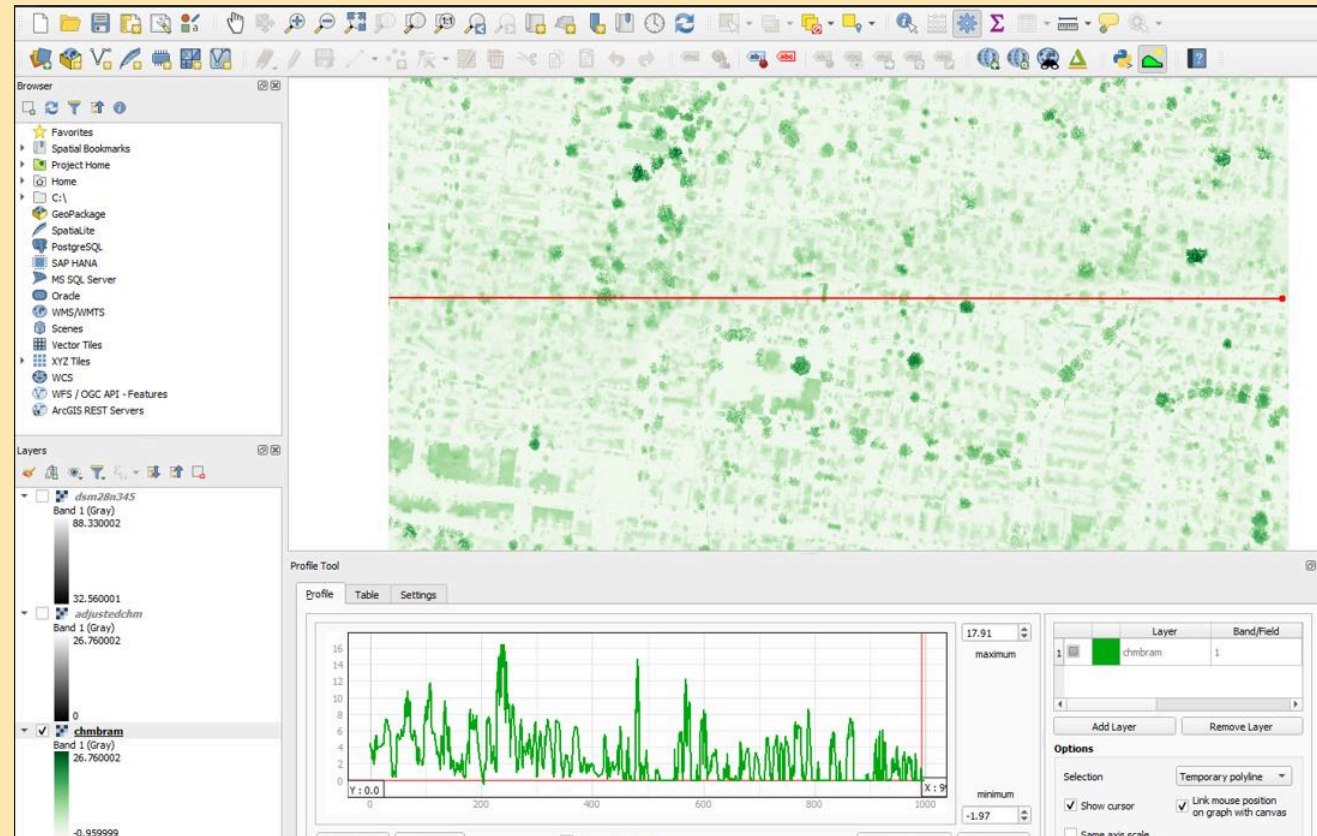 Browser
Favorites
Spatial Bookmarks
Project Home
Home
C:\
GeoPackage
SpatiaLite
PostgreSQL
SAP HANA
MS SQL Server
Oracle
WMS/WMTS
Scenes
Vector Tiles
XYZ Tiles
WCS
WFS / OGC API - Features
ArcGIS REST Servers
Layers
dsm28n345
Band 1 (Gray)
88.330002
32.560001
adjustedchm
Band 1 (Gray)
26.760002
0
chmbram
Band 1 (Gray)
26.760002
-0.959999
Profile Tool
Profile Table Settings
16
14
12
10
8
6
4
2
0
Y : 0.0
X : 9
0 200 400 600 800 1000
17.91
maximum
minimum
-1.97
Layer Band/Field
1 chmbram 1
Add Layer Remove Layer
Options
Selection Temporary polyline
Show cursor
Link mouse position
on graph with canvas
Same axis scale